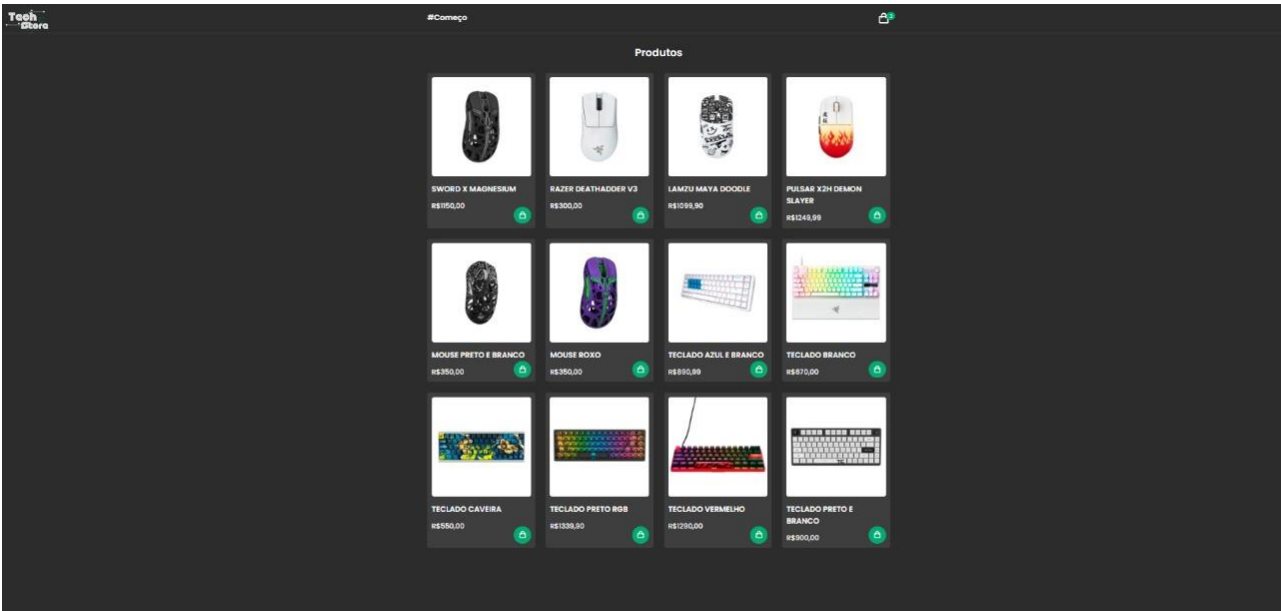 Tech
Store
#Começo
Produtos
SWORD X MAGNESIUM
R$1150,00
RAZER DEATHADDER V3
R$300,00
LAMZU MAYA DOODLE
R$1099,90
PULSAR X2H DEMON
SLAYER
R$1249,99
MOUSE PRETO E BRANCO
R$350,00
MOUSE ROXO
R$350,00
TECLADO AZUL E BRANCO
R$890,99
TECLADO BRANCO
R$670,00
TECLADO CAVEIRA
R$550,00
TECLADO PRETO RGB
R$1339,90
TECLADO VERMELHO
R$1290,00
TECLADO PRETO E
BRANCO
R$900,00